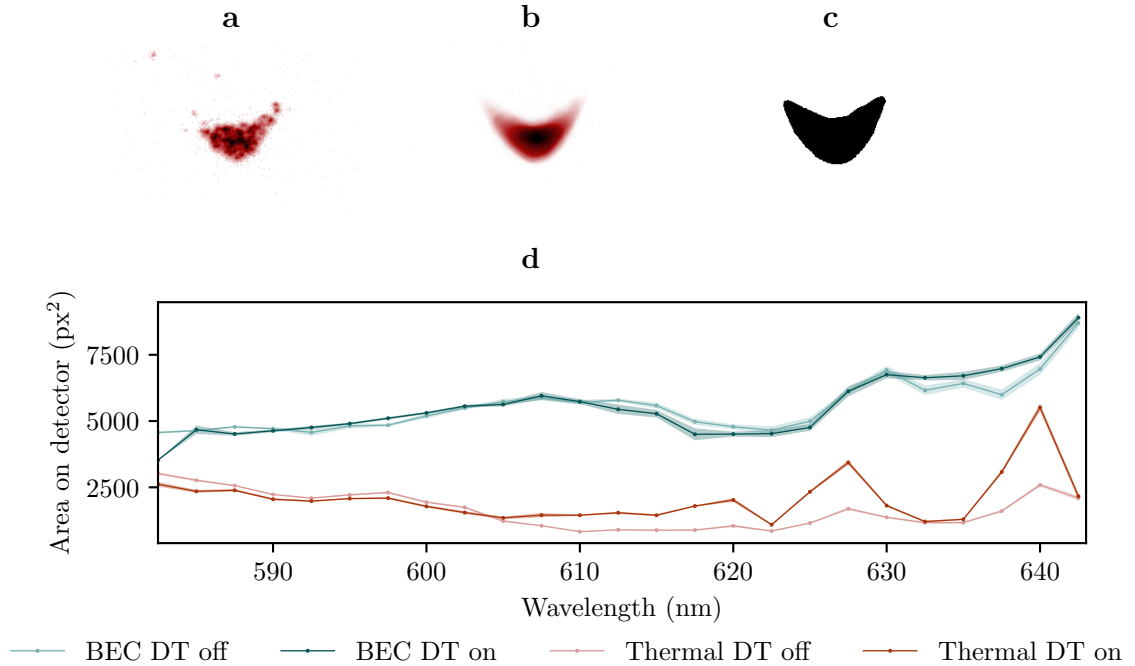 a b c
d
Area on detector (px²)
7500
5000
2500
590 600 610 620 630 640
Wavelength (nm)
BEC DT off BEC DT on Thermal DT off Thermal DT on